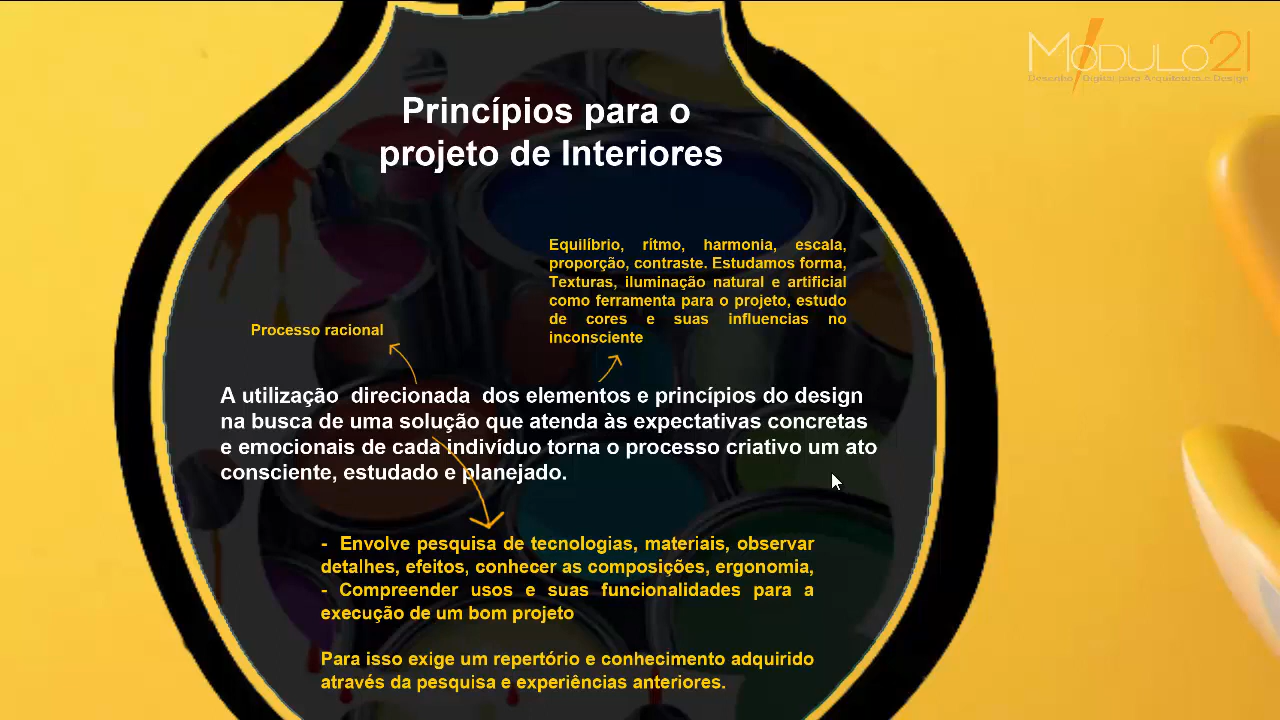 MóDULO21
Desenho Digital para Arquitetura e Design
Princípios para o
projeto de Interiores
Equilíbrio, rítmo, harmonia, escala,
proporção, contraste. Estudamos forma,
Texturas, iluminação natural e artificial
como ferramenta para o projeto, estudo
de cores e suas influencias no
inconsciente
Processo racional
A utilização direcionada dos elementos e princípios do design
na busca de uma solução que atenda às expectativas concretas
e emocionais de cada indivíduo torna o processo criativo um ato
consciente, estudado e planejado.
- Envolve pesquisa de tecnologias, materiais, observar
detalhes, efeitos, conhecer as composições, ergonomia,
- Compreender usos e suas funcionalidades para a
execução de um bom projeto
Para isso exige um repertório e conhecimento adquirido
através da pesquisa e experiências anteriores.